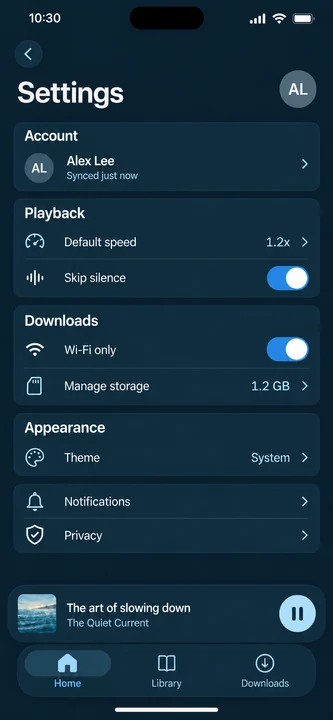 10:30
Settings
AL
Account
AL
Alex Lee
Synced just now
Playback
Default speed 1.2x
Skip silence
Downloads
Wi-Fi only
Manage storage 1.2 GB
Appearance
Theme System
Notifications
Privacy
The art of slowing down
The Quiet Current
Home Library Downloads